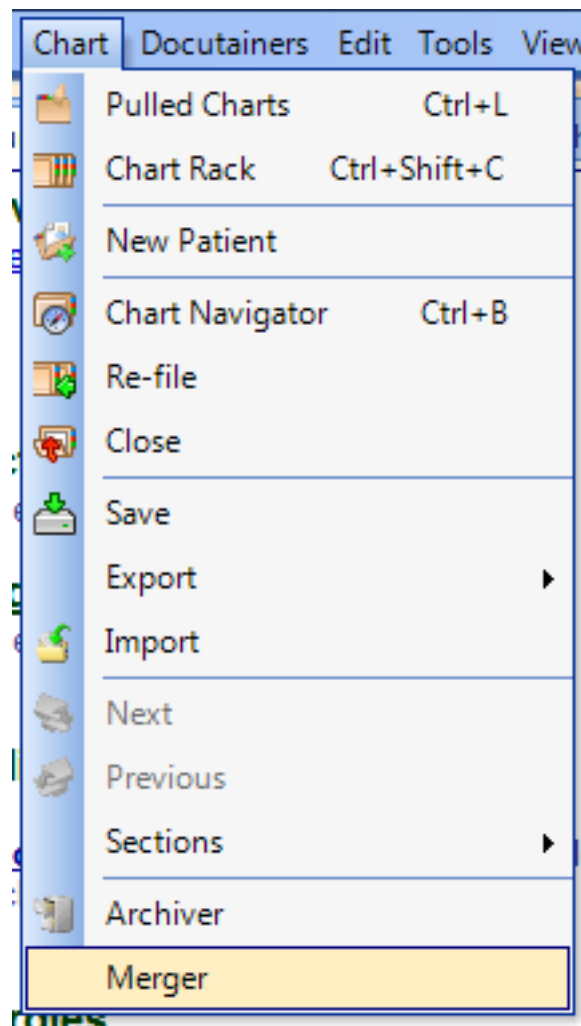 Chart Docutainers Edit Tools View
Pulled Charts Ctrl+L
Chart Rack Ctrl+Shift+C
New Patient
Chart Navigator Ctrl+B
Re-file
Close
Save
Export
Import
Next
Previous
Sections
Archiver
Merger